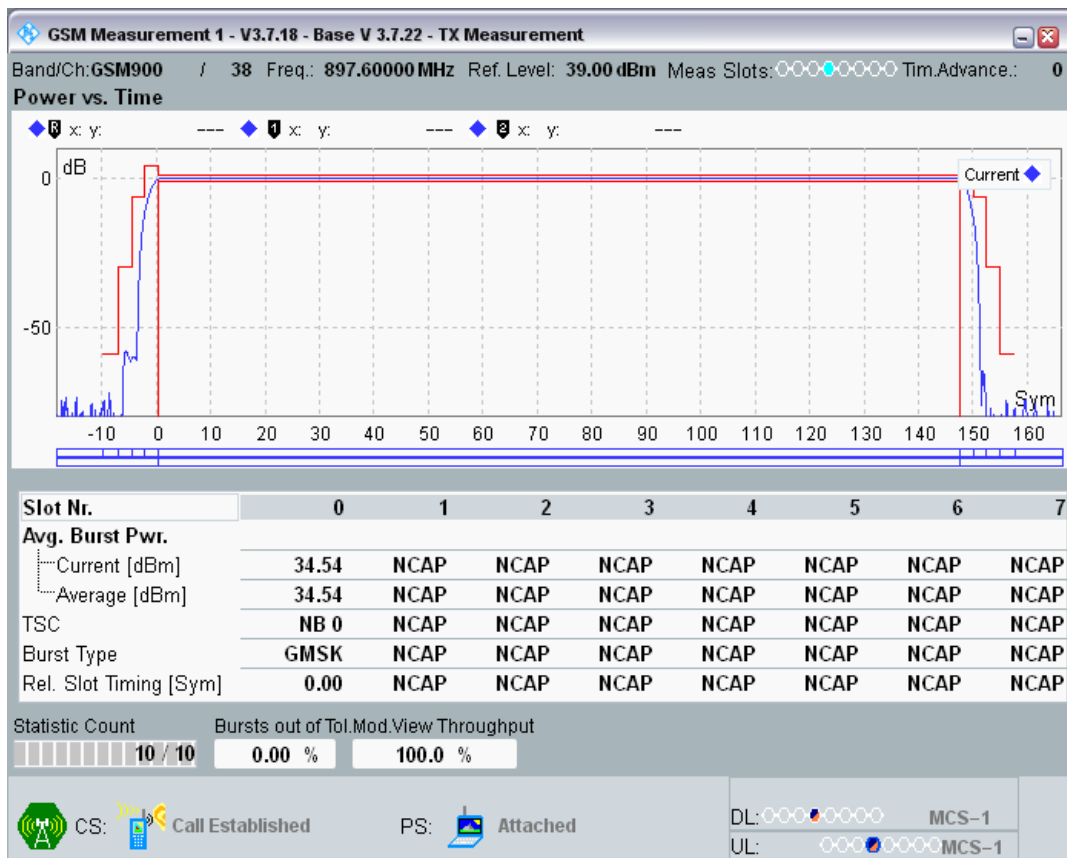 GSM Measurement 1 - V3.7.18 - Base V 3.7.22 - TX Measurement
Band/Ch:GSM900 / 38 Freq.: 897.60000 MHz Ref. Level: 39.00 dBm Meas Slots: Tim.Advance.: 0
Power vs. Time
R x: y: --- 1 x: y: --- 2 x: y: ---
dB
Current
0
-50
Sym
-10 0 10 20 30 40 50 60 70 80 90 100 110 120 130 140 150 160
Slot Nr. 0 1 2 3 4 5 6 7
Avg. Burst Pwr.
Current [dBm] 34.54 NCAP NCAP NCAP NCAP NCAP NCAP NCAP
Average [dBm] 34.54 NCAP NCAP NCAP NCAP NCAP NCAP NCAP
TSC NB 0 NCAP NCAP NCAP NCAP NCAP NCAP NCAP
Burst Type GMSK NCAP NCAP NCAP NCAP NCAP NCAP NCAP
Rel. Slot Timing [Sym] 0.00 NCAP NCAP NCAP NCAP NCAP NCAP NCAP
Statistic Count Bursts out of Tol.Mod.View Throughput
10 / 10 0.00 % 100.0 %
CS: Call Established PS: Attached DL: MCS-1
UL: MCS-1